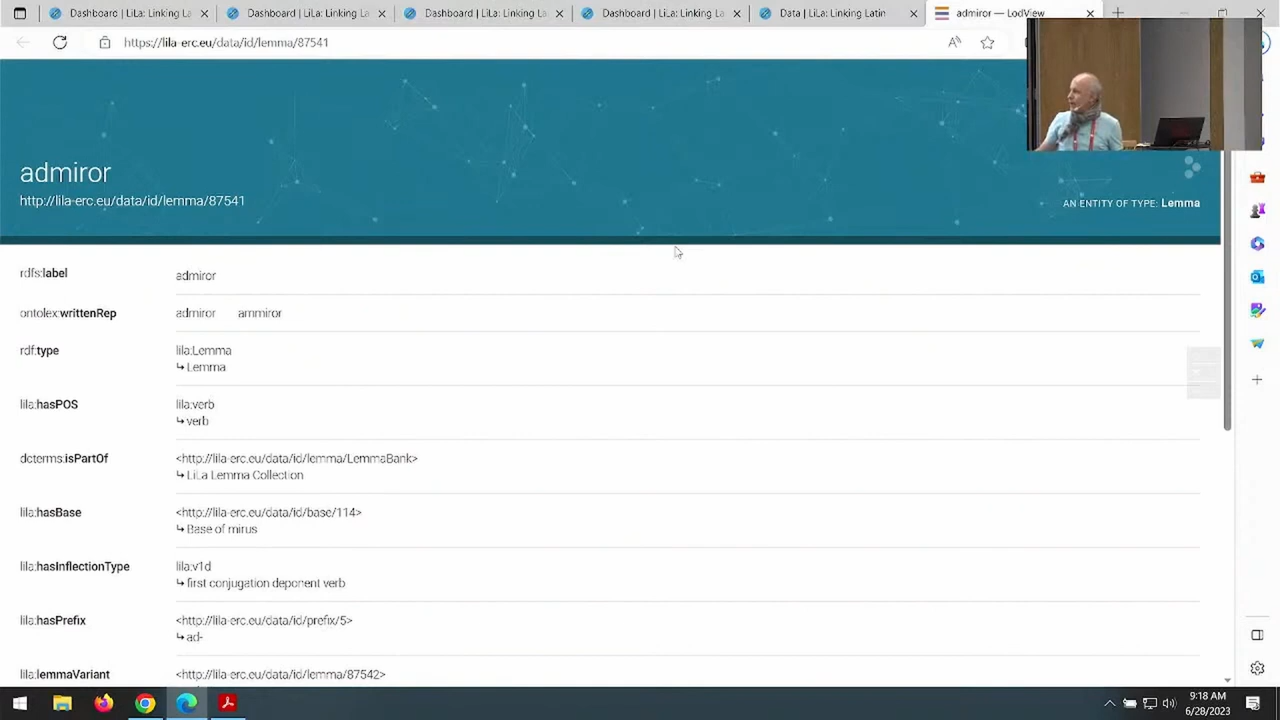 Dashboard | LiLa: Linking La
Dashboard | LiLa: Linking La
Dashboard | LiLa: Linking La
Dashboard | LiLa: Linking La
Data | LiLa: Linking Latin
admiror — LodView
https://lila-erc.eu/data/id/lemma/87541
admiror
http://lila-erc.eu/data/id/lemma/87541
AN ENTITY OF TYPE: Lemma
rdfs:label admiror
ontolex:writtenRep admiror ammiror
rdf:type lila:Lemma
↳ Lemma
lila:hasPOS lila:verb
↳ verb
dcterms:isPartOf <http://lila-erc.eu/data/id/lemma/LemmaBank>
↳ LiLa Lemma Collection
lila:hasBase <http://lila-erc.eu/data/id/base/114>
↳ Base of mirus
lila:hasInflectionType lila:v1d
↳ first conjugation deponent verb
lila:hasPrefix <http://lila-erc.eu/data/id/prefix/5>
↳ ad-
lila:lemmaVariant <http://lila-erc.eu/data/id/lemma/87542>
9:18 AM
6/28/2023